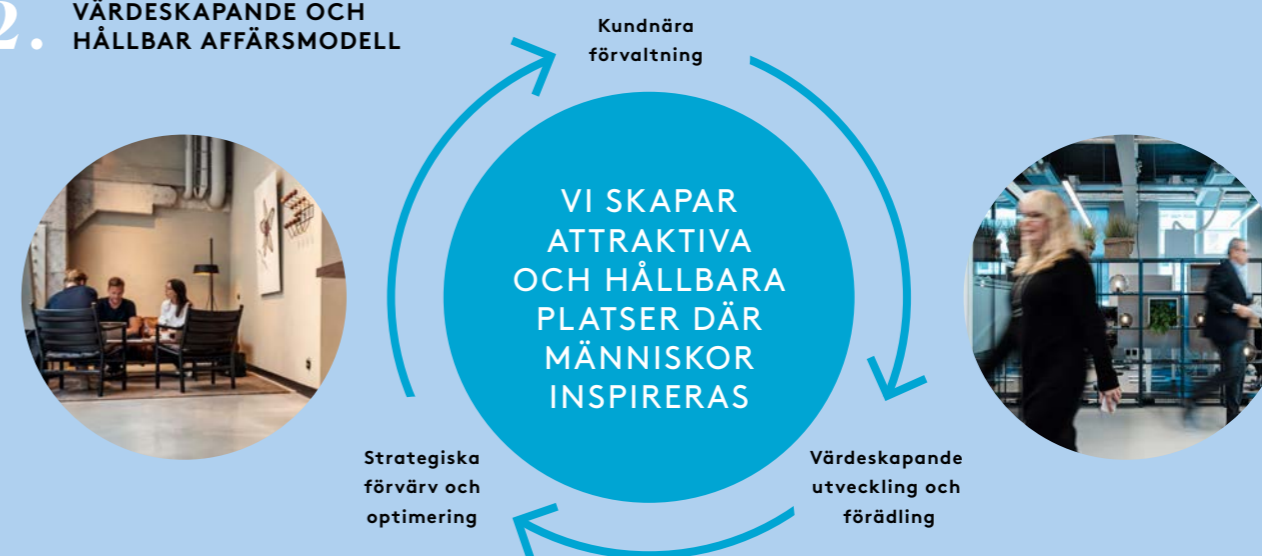 2.
VÄRDESKAPANDE OCH
HÅLLBAR AFFÄRSMODELL
Kundnära
förvaltning
VI SKAPAR
ATTRAKTIVA
OCH HÅLLBARA
PLATSER DÄR
MÄNNISKOR
INSPIRERAS
Strategiska
förvärv och
optimering
Värdeskapande
utveckling och
förädling